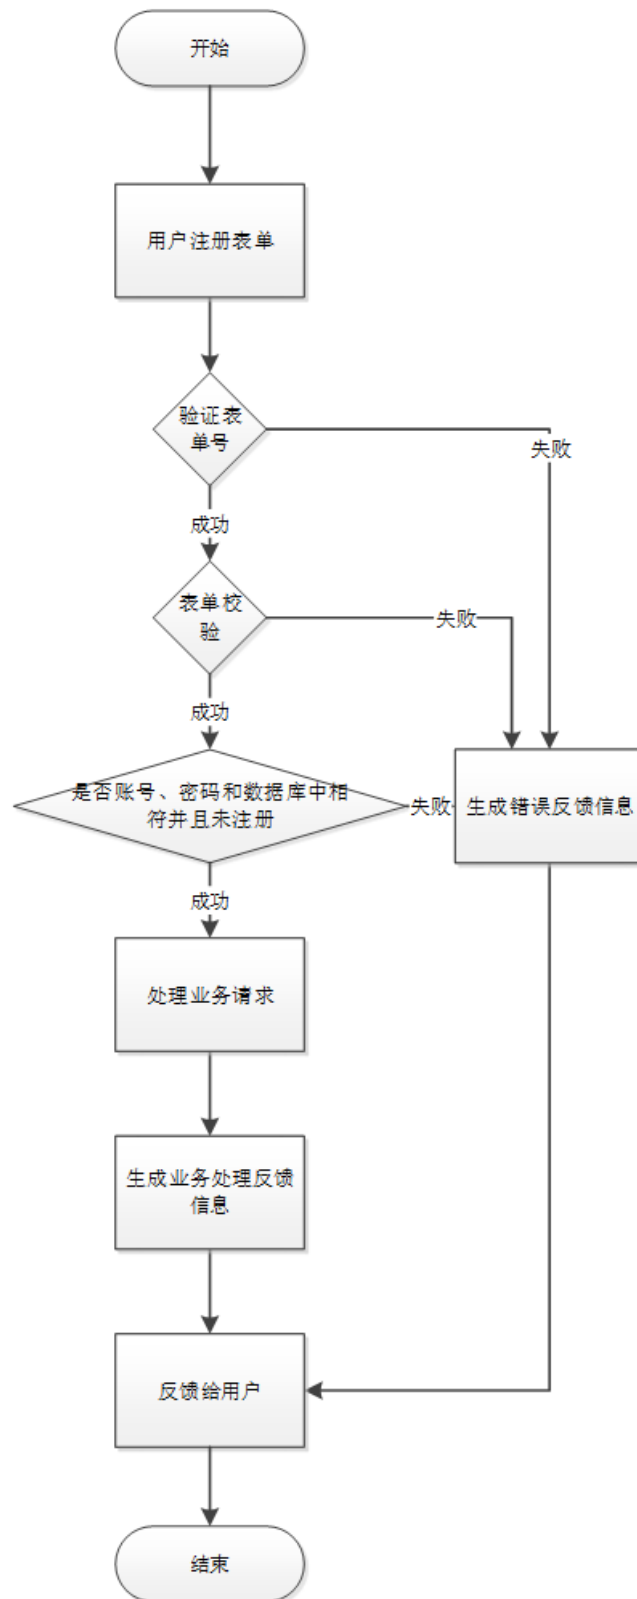 开始
用户注册表单
验证表
单号
失败
成功
表单校
验
失败
成功
是否账号、密码和数据库中相
符并且未注册
失败
生成错误反馈信息
成功
处理业务请求
生成业务处理反馈
信息
反馈给用户
结束